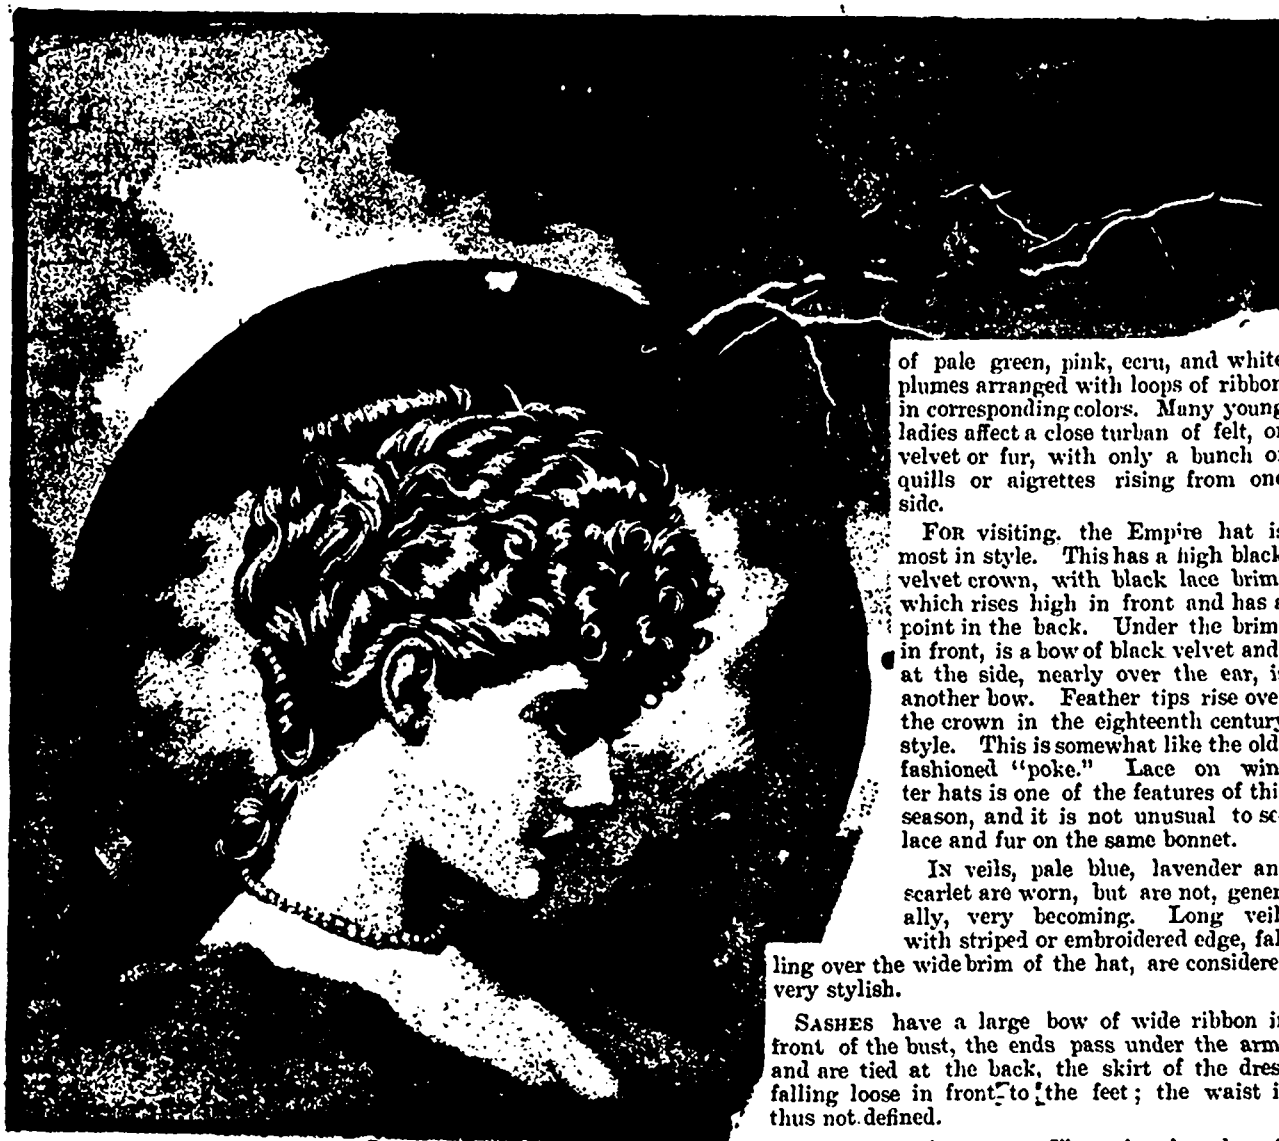 of pale green, pink, ecru, and white
plumes arranged with loops of ribbon
in corresponding colors. Many young
ladies affect a close turban of felt, or
velvet or fur, with only a bunch of
quills or aigrettes rising from one
side.
FOR visiting, the Empire hat is
most in style. This has a high black
velvet crown, with black lace brim,
which rises high in front and has a
point in the back. Under the brim,
in front, is a bow of black velvet and
at the side, nearly over the ear, is
another bow. Feather tips rise over
the crown in the eighteenth century
style. This is somewhat like the old
fashioned "poke." Lace on win
ter hats is one of the features of this
season, and it is not unusual to see
lace and fur on the same bonnet.
IN veils, pale blue, lavender an
scarlet are worn, but are not, gener
ally, very becoming. Long veil
with striped or embroidered edge, fal
ling over the wide brim of the hat, are considere
very stylish.
SASHES have a large bow of wide ribbon in
front of the bust, the ends pass under the arm
and are tied at the back, the skirt of the dres
falling loose in front to the feet; the waist i
thus not defined.